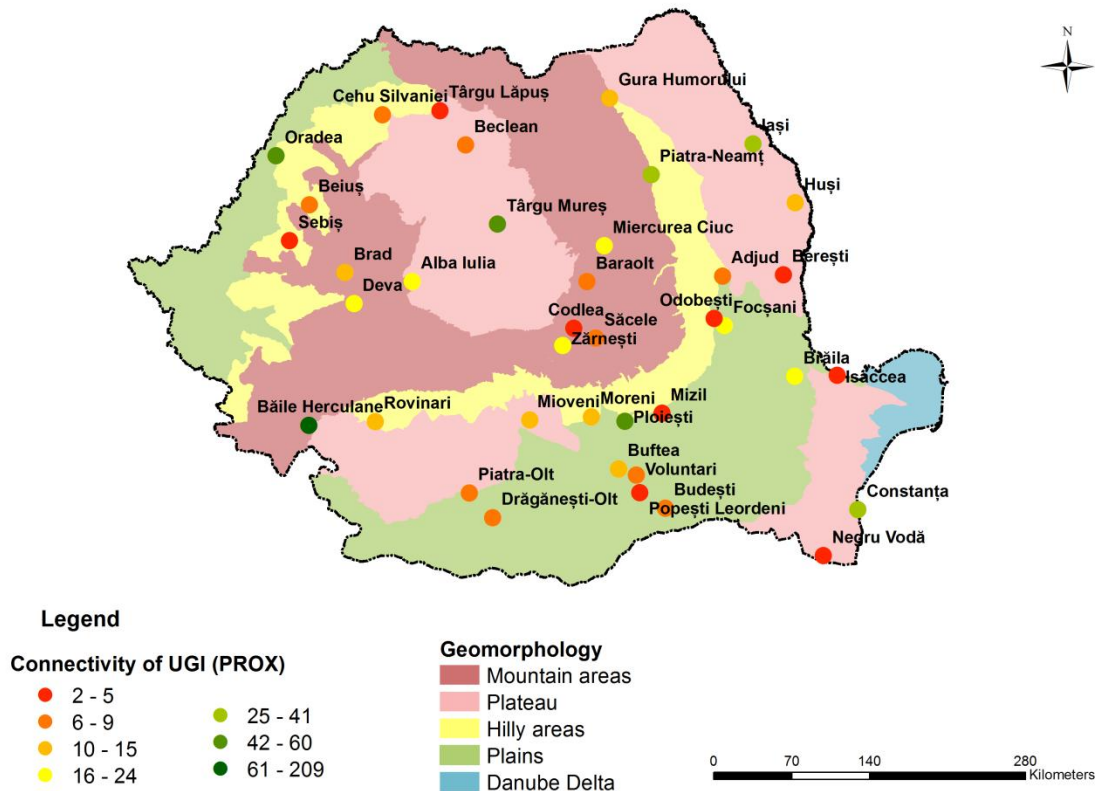 N
Gura Humorului
Cehu Silvaniei
Târgu Lăpuș
Beclean
Iași
Oradea
Piatra-Neamț
Beiuș
Huși
Târgu Mureș
Sebiș
Miercurea Ciuc
Brad
Alba Iulia
Baraolt
Adjud
Berești
Deva
Odobești
Focșani
Codlea
Săcele
Zărnești
Brăila
Isaccea
Băile Herculane
Rovinari
Mioveni
Moreni
Mizil
Ploiești
Buftea
Voluntari
Piatra-Olt
Budești
Drăgănești-Olt
Popești Leordeni
Constanța
Negru Vodă
Legend
Connectivity of UGI (PROX)
2 - 5
6 - 9
10 - 15
16 - 24
25 - 41
42 - 60
61 - 209
Geomorphology
Mountain areas
Plateau
Hilly areas
Plains
Danube Delta
0 70 140 280
Kilometers